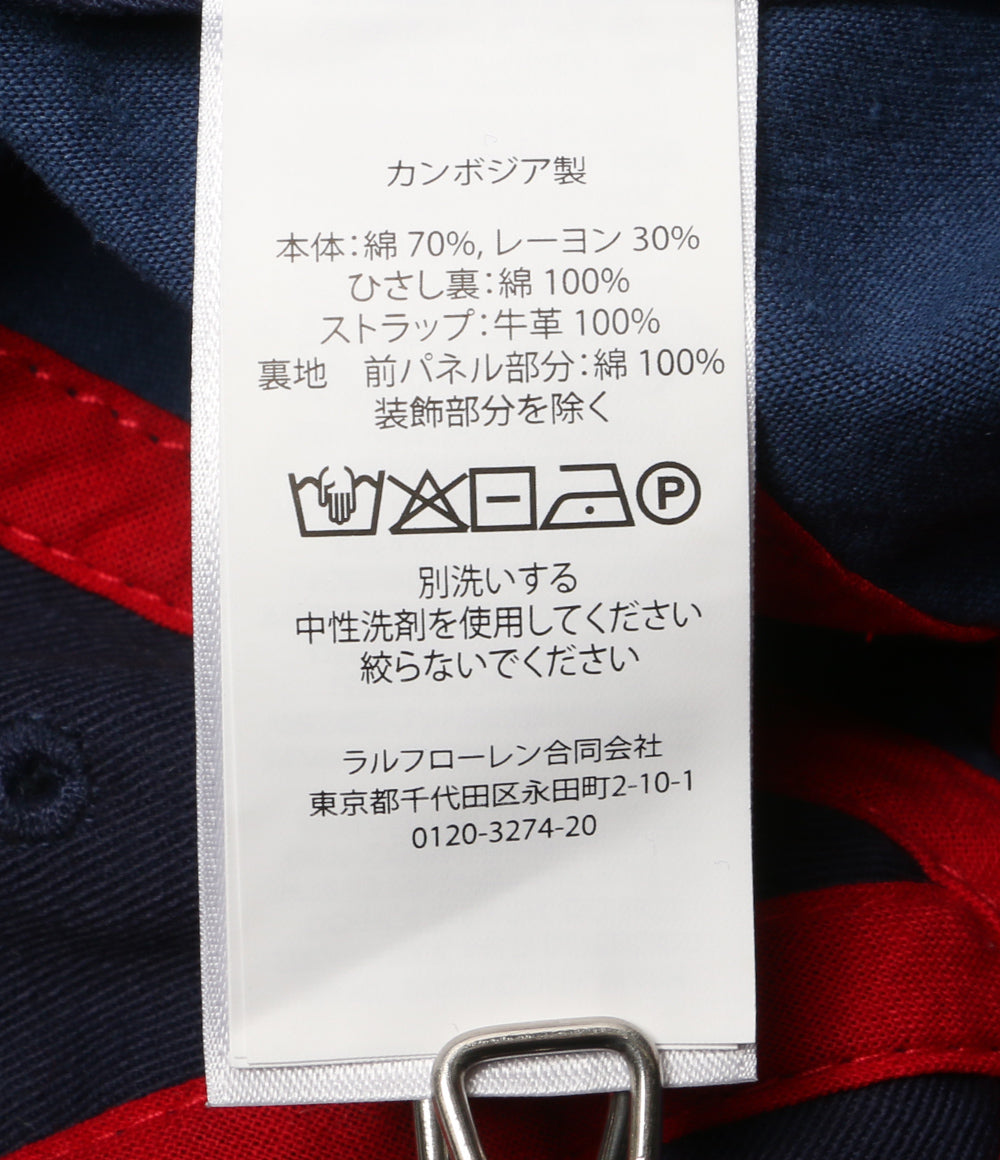 カンボジア製
本体：綿 70%, レーヨン 30%
ひさし裏：綿 100%
ストラップ：牛革 100%
裏地　前パネル部分：綿 100%
装飾部分を除く
P
別洗いする
中性洗剤を使用してください
絞らないでください
ラルフローレン合同会社
東京都千代田区永田町2-10-1
0120-3274-20